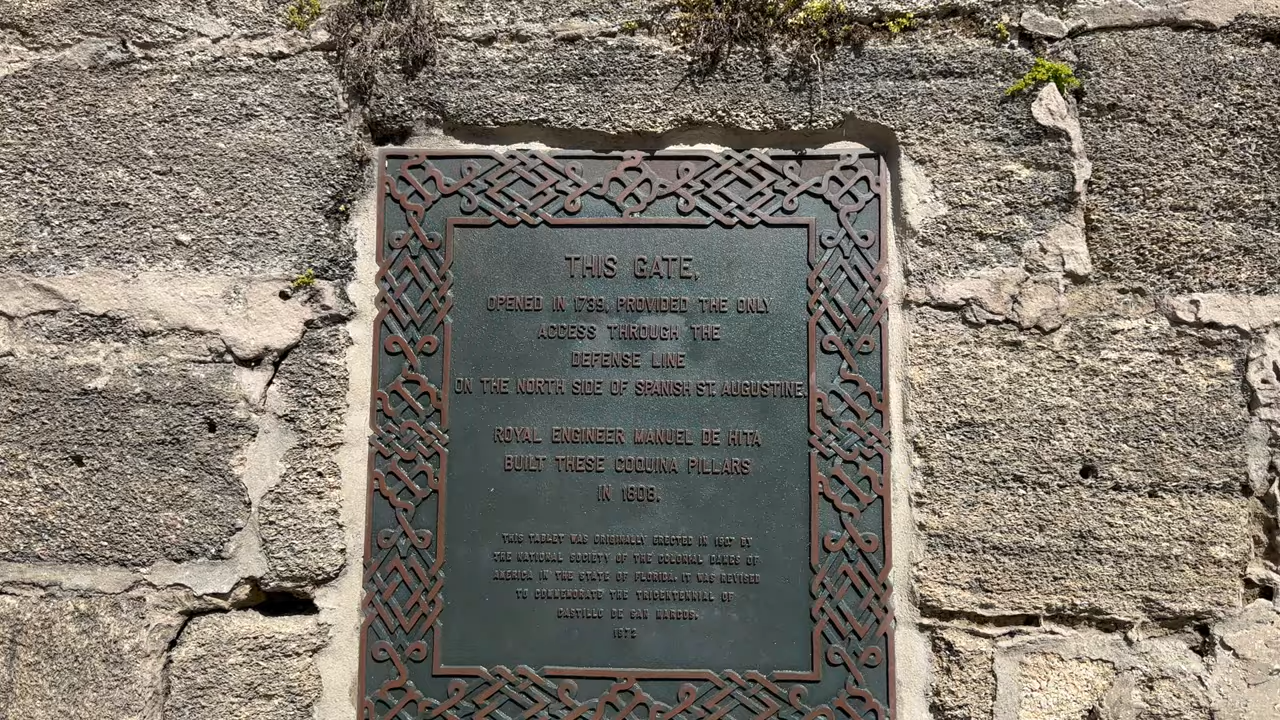 THIS GATE,
OPENED IN 1739, PROVIDED THE ONLY
ACCESS THROUGH THE
DEFENSE LINE
ON THE NORTH SIDE OF SPANISH ST. AUGUSTINE.
ROYAL ENGINEER MANUEL DE HITA
BUILT THESE COQUINA PILLARS
IN 1808.
THIS TABLET WAS ORIGINALLY ERECTED IN 1907 BY
THE NATIONAL SOCIETY OF THE COLONIAL DAMES OF
AMERICA IN THE STATE OF FLORIDA. IT WAS REVISED
TO COMMEMORATE THE TRICENTENNIAL OF
CASTILLO DE SAN MARCOS.
1972